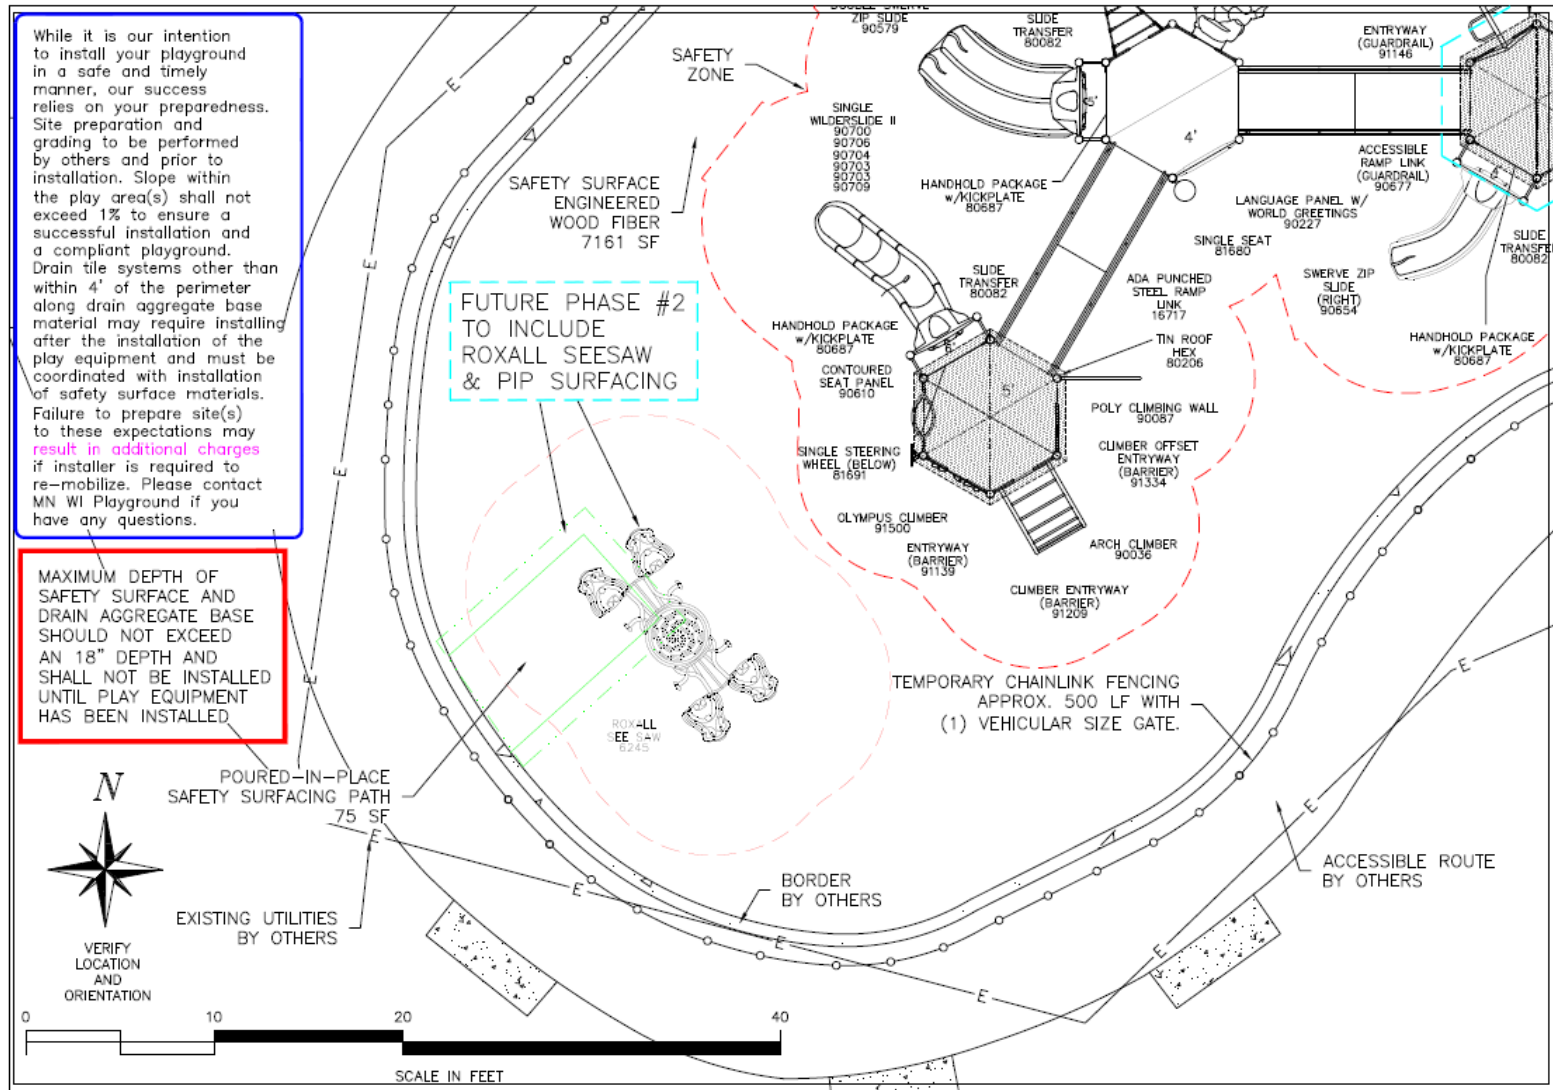 While it is our intention
to install your playground
in a safe and timely
manner, our success
relies on your preparedness.
Site preparation and
grading to be performed
by others and prior to
installation. Slope within
the play area(s) shall not
exceed 1% to ensure a
successful installation and
a compliant playground.
Drain tile systems other than
within 4' of the perimeter
along drain aggregate base
material may require installing
after the installation of the
play equipment and must be
coordinated with installation
of safety surface materials.
Failure to prepare site(s)
to these expectations may
result in additional charges
if installer is required to
re-mobilize. Please contact
MN WI Playground if you
have any questions.
MAXIMUM DEPTH OF
SAFETY SURFACE AND
DRAIN AGGREGATE BASE
SHOULD NOT EXCEED
AN 18" DEPTH AND
SHALL NOT BE INSTALLED
UNTIL PLAY EQUIPMENT
HAS BEEN INSTALLED
DOUBLE SWERVE
ZIP SLIDE
90579
SLIDE
TRANSFER
80082
ENTRYWAY
(GUARDRAIL)
91146
SAFETY
ZONE
SINGLE
WILDERSLIDE II
90700
90706
90704
90703
90703
90709
6'
4'
HANDHOLD PACKAGE
w/KICKPLATE
80687
ACCESSIBLE
RAMP LINK
(GUARDRAIL)
90677
4'
SAFETY SURFACE
ENGINEERED
WOOD FIBER
7161 SF
LANGUAGE PANEL W/
WORLD GREETINGS
90227
SINGLE SEAT
81680
SLIDE
TRANSFER
80082
SLIDE
TRANSFER
80082
ADA PUNCHED
STEEL RAMP
LINK
16717
SWERVE ZIP
SLIDE
(RIGHT)
90654
FUTURE PHASE #2
TO INCLUDE
ROXALL SEESAW
& PIP SURFACING
HANDHOLD PACKAGE
w/KICKPLATE
80687
6'
TIN ROOF
HEX
80206
HANDHOLD PACKAGE
w/KICKPLATE
80687
CONTOURED
SEAT PANEL
90610
5'
POLY CLIMBING WALL
90087
SINGLE STEERING
WHEEL (BELOW)
81691
CLIMBER OFFSET
ENTRYWAY
(BARRIER)
91334
OLYMPUS CLIMBER
91500
ENTRYWAY
(BARRIER)
91139
ARCH CLIMBER
90036
CLIMBER ENTRYWAY
(BARRIER)
91209
TEMPORARY CHAINLINK FENCING
APPROX. 500 LF WITH
(1) VEHICULAR SIZE GATE.
ROXALL
SEE SAW
6245
POURED-IN-PLACE
SAFETY SURFACING PATH
75 SF
N
VERIFY
LOCATION
AND
ORIENTATION
EXISTING UTILITIES
BY OTHERS
BORDER
BY OTHERS
ACCESSIBLE ROUTE
BY OTHERS
E
E
E
E
E
E
E
E
E
E
E
0 10 20 40
SCALE IN FEET